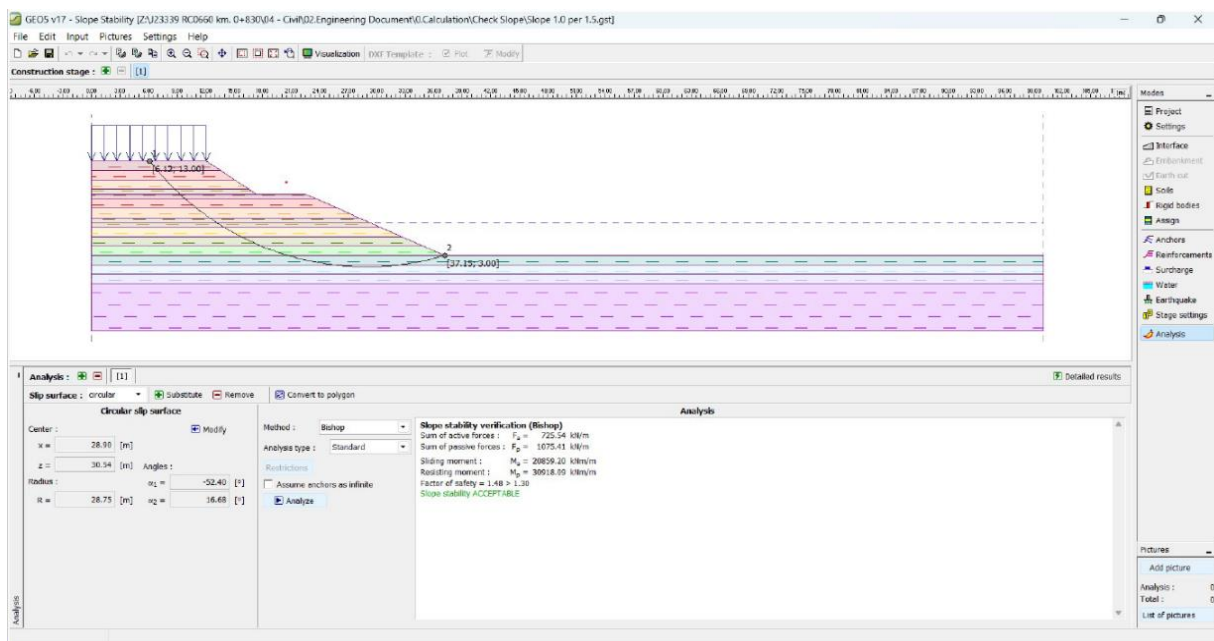 GEO5 v17 - Slope Stability [Z:\J23339 RC0660 km. 0+830\04 - Civil\02.Engineering Document\0.Calculation\Check Slope\Slope 1.0 per 1.5.gst]
File Edit Input Pictures Settings Help
Visualization DXF Template : Plot Modify
Construction stage : [1]
Modes
Project
Settings
Interface
Embankment
Earth cut
Soils
Rigid bodies
Assign
Anchors
Reinforcements
Surcharge
Water
Earthquake
Stage settings
Analysis
1
[6.12; 13.00]
2
[37.15; 3.00]
Analysis : [1]
Detailed results
Slip surface : circular Substitute Remove Convert to polygon
Circular slip surface
Center : Modify
x = 28.90 [m]
z = 30.54 [m] Angles :
Radius : α1 = -52.40 [°]
R = 28.75 [m] α2 = 16.68 [°]
Method : Bishop
Analysis type : Standard
Restrictions
Assume anchors as infinite
Analyze
Analysis
Slope stability verification (Bishop)
Sum of active forces : Fa = 725.54 kN/m
Sum of passive forces : Fp = 1075.41 kN/m
Sliding moment : Ma = 20859.20 kNm/m
Resisting moment : Mp = 30918.09 kNm/m
Factor of safety = 1.48 > 1.30
Slope stability ACCEPTABLE
Pictures
Add picture
Analysis : 0
Total : 0
List of pictures
Analysis